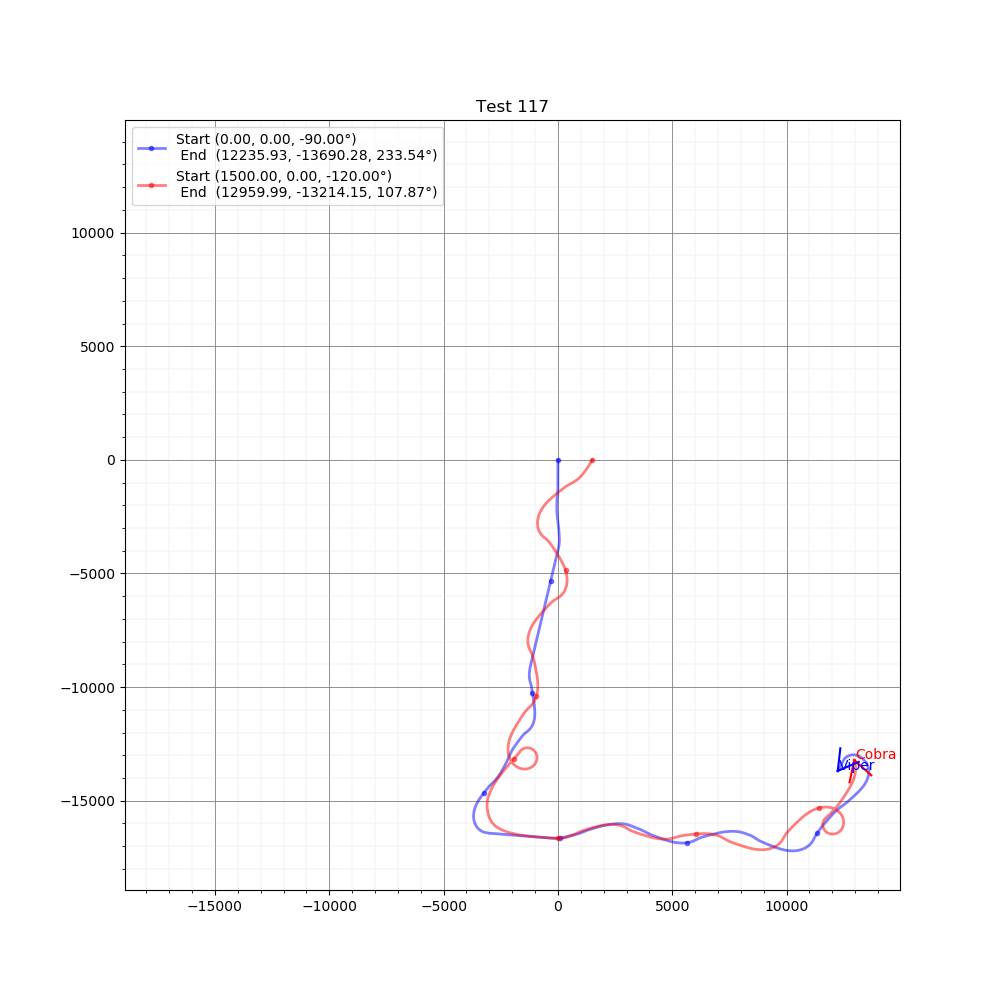 Test 117
Start (0.00, 0.00, -90.00°)
End (12235.93, -13690.28, 233.54°)
Start (1500.00, 0.00, -120.00°)
End (12959.99, -13214.15, 107.87°)
10000
5000
0
−5000
−10000
−15000
Cobra
Viper
−15000 −10000 −5000 0 5000 10000